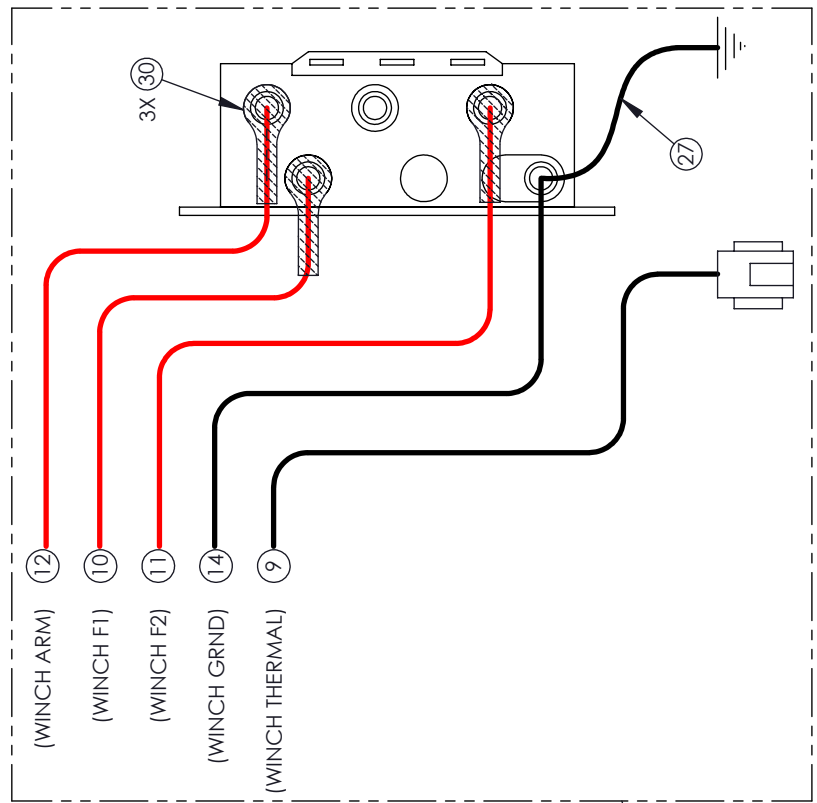 3X 30
27
12 (WINCH ARM)
10 (WINCH F1)
11 (WINCH F2)
14 (WINCH GRND)
9 (WINCH THERMAL)